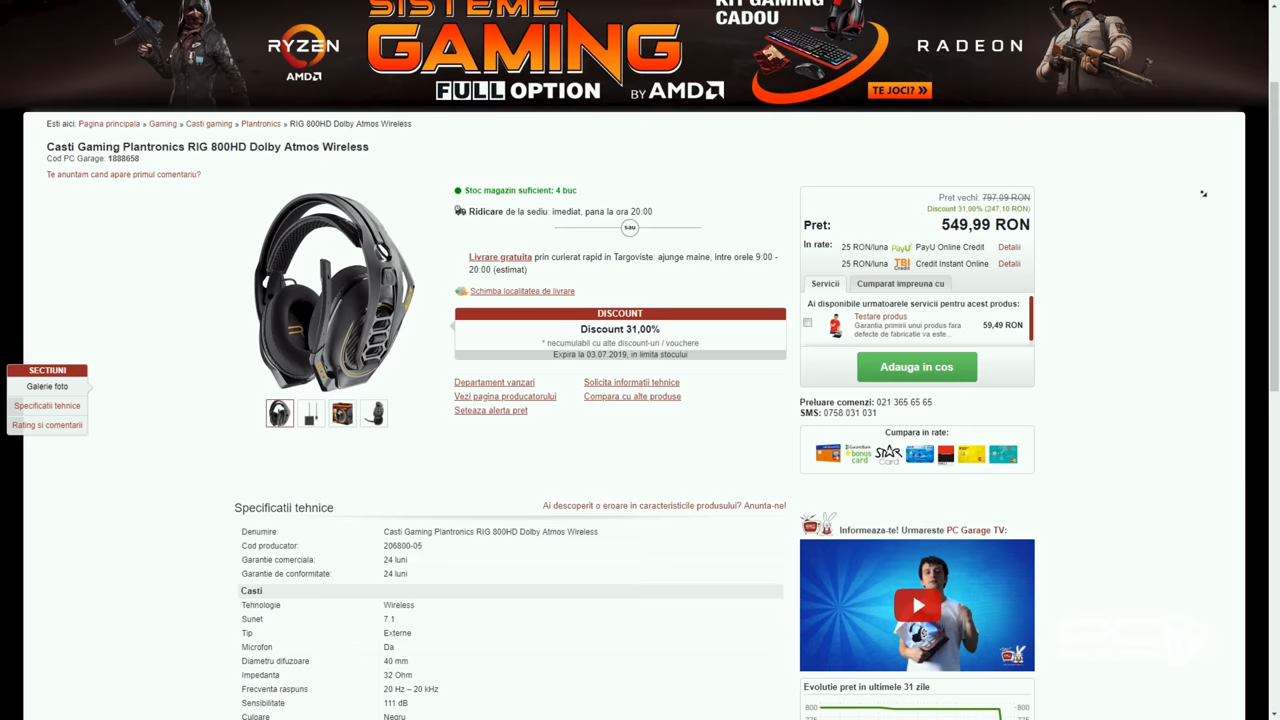 SISTEME
GAMING
FULL OPTION BY AMD
RYZEN
AMD
KIT GAMING
CADOU
TE JOCI?
RADEON
Esti aici: Pagina principala » Gaming » Casti gaming » Plantronics » RIG 800HD Dolby Atmos Wireless
Casti Gaming Plantronics RIG 800HD Dolby Atmos Wireless
Cod PC Garage: 1888658
Te anuntam cand apare primul comentariu?
Stoc magazin suficient: 4 buc
Ridicare de la sediu: imediat, pana la ora 20:00
sau
Livrare gratuita prin curierat rapid in Targoviste: ajunge maine, intre orele 9:00 -
20:00 (estimat)
Schimba localitatea de livrare
DISCOUNT
Discount 31,00%
* necumulabil cu alte discount-uri / vouchere
Expira la 03.07.2019, in limita stocului
Departament vanzari
Solicita informatii tehnice
Vezi pagina producatorului
Compara cu alte produse
Seteaza alerta pret
Pret vechi: 797,09 RON
Discount 31,00% (247,10 RON)
Pret: 549,99 RON
In rate: 25 RON/luna PayU PayU Online Credit Detalii
25 RON/luna TBI Credit Credit Instant Online Detalii
Servicii Cumparat impreuna cu
Ai disponibile urmatoarele servicii pentru acest produs:
Testare produs
Garantia primirii unui produs fara
defecte de fabricatie va este...
59,49 RON
Adauga in cos
Preluare comenzi: 021 365 65 65
SMS: 0758 031 031
Cumpara in rate:
bonus
card
STAR
Card
SECTIUNI
Galerie foto
Specificatii tehnice
Rating si comentarii
Specificatii tehnice
Ai descoperit o eroare in caracteristicile produsului? Anunta-ne!
Denumire: Casti Gaming Plantronics RIG 800HD Dolby Atmos Wireless
Cod producator: 206800-05
Garantie comerciala: 24 luni
Garantie de conformitate: 24 luni
Casti
Tehnologie Wireless
Sunet 7.1
Tip Externe
Microfon Da
Diametru difuzoare 40 mm
Impedanta 32 Ohm
Frecventa raspuns 20 Hz – 20 kHz
Sensibilitate 111 dB
Culoare Negru
Informeaza-te! Urmareste PC Garage TV:
Evolutie pret in ultimele 31 zile
800 800
775 775